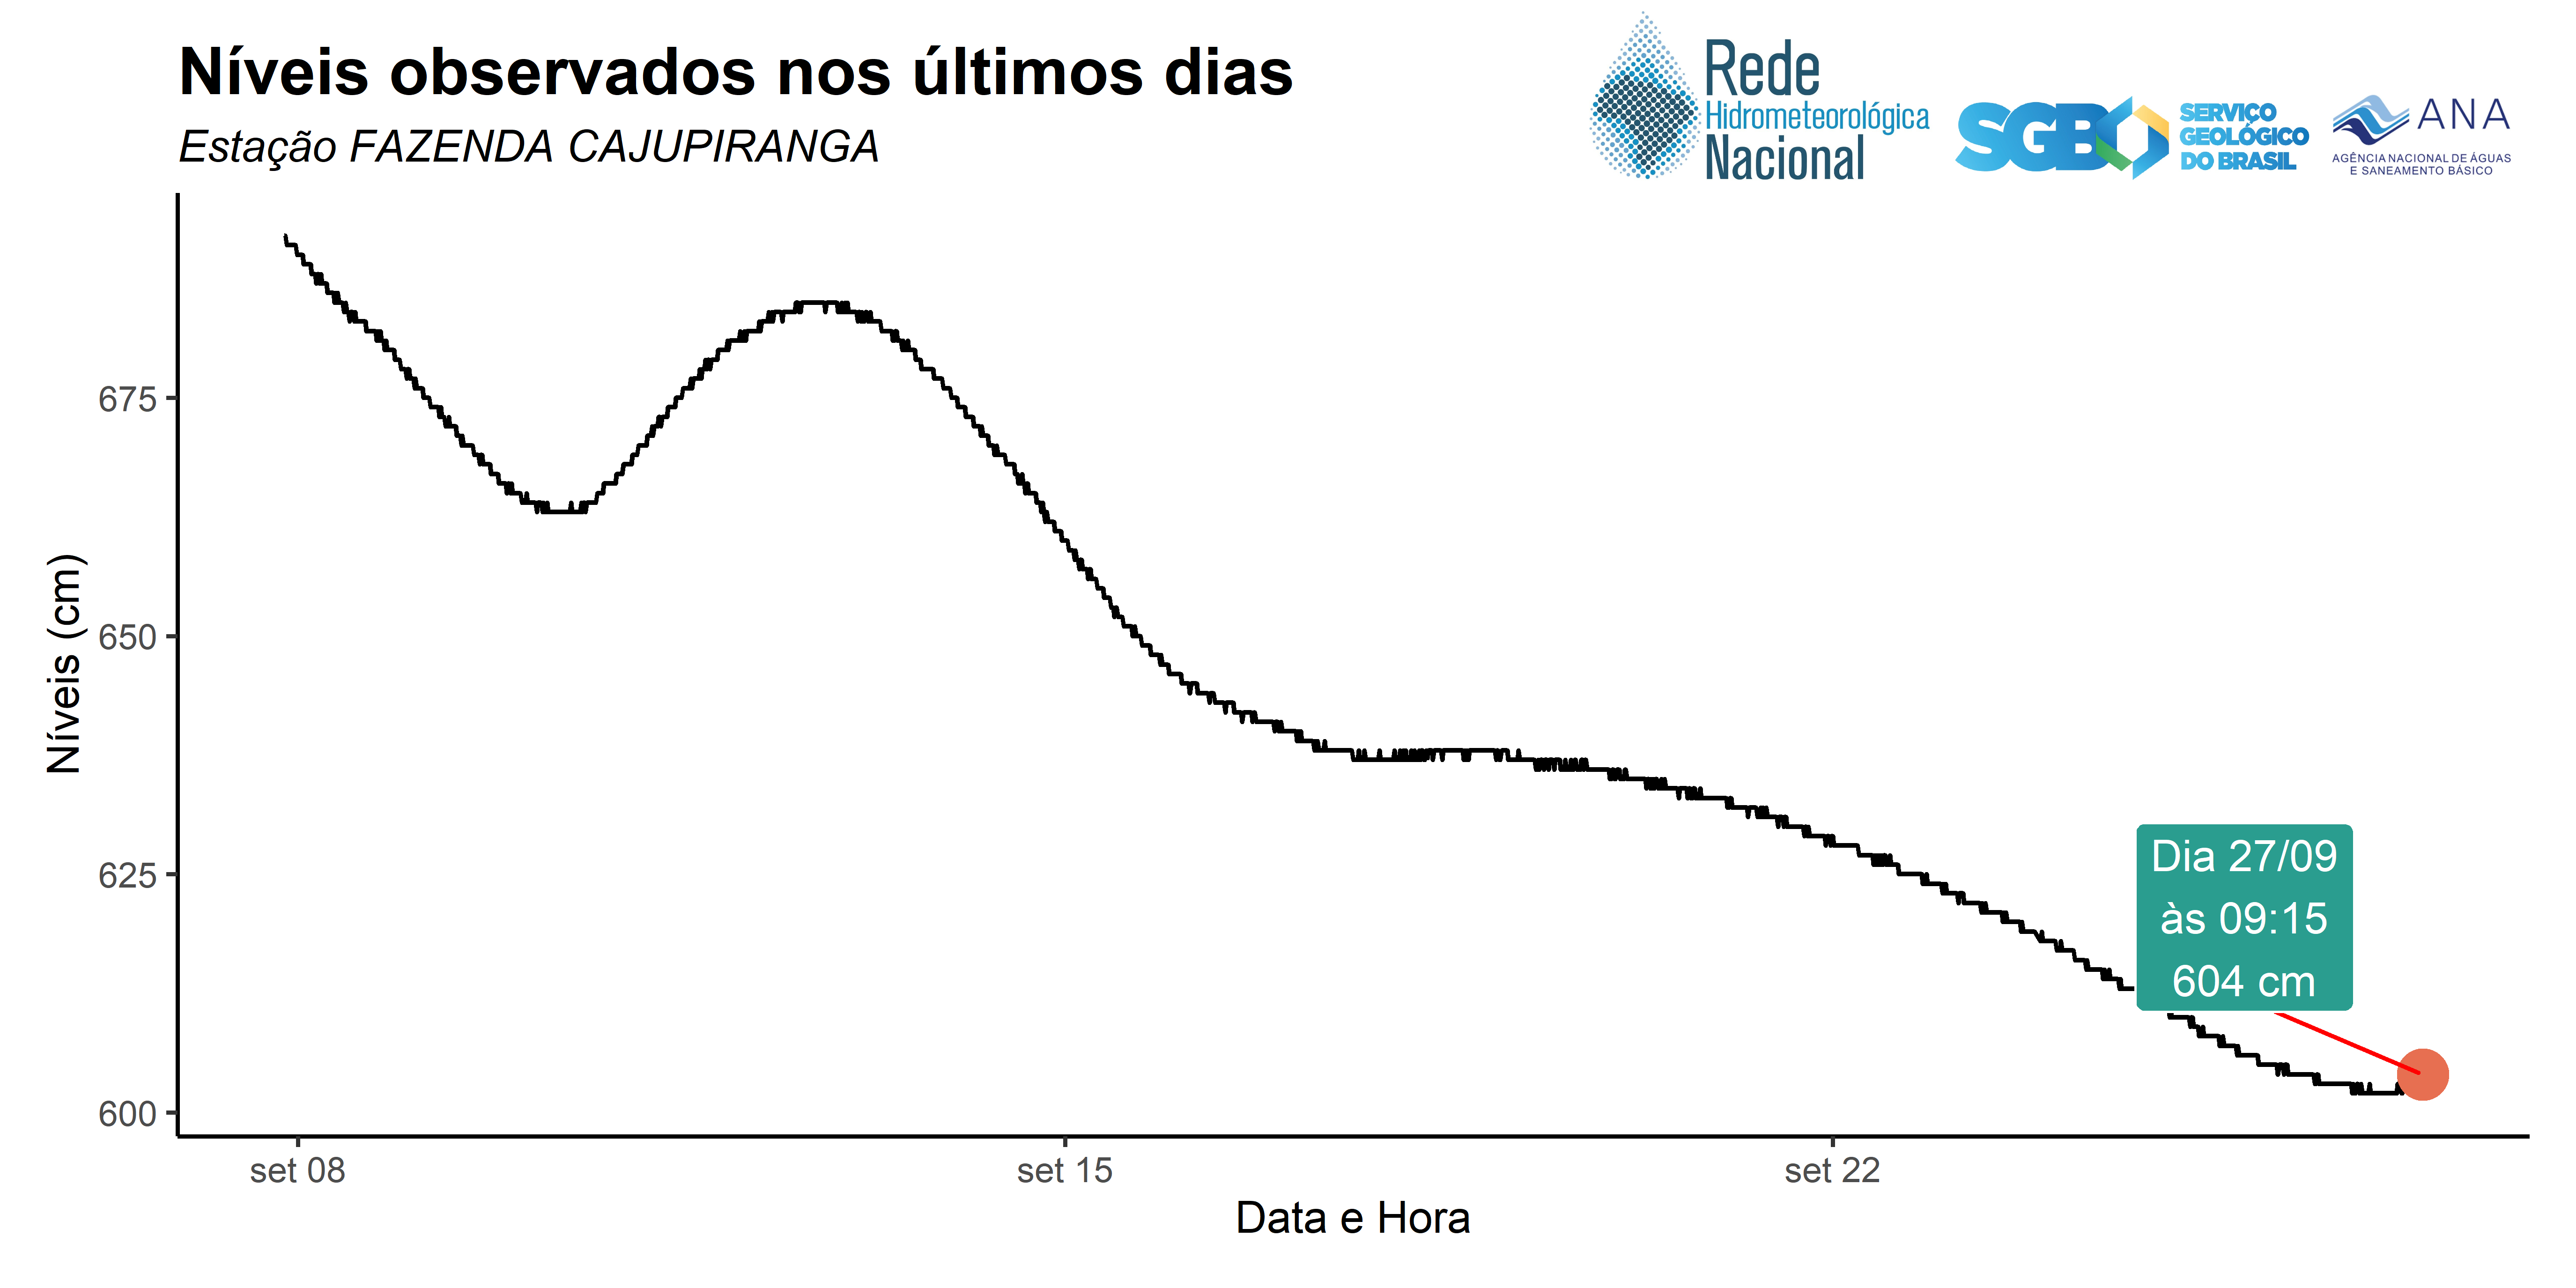 Níveis observados nos últimos dias
Estação FAZENDA CAJUPIRANGA
Rede
Hidrometeorológica
Nacional
SGB
SERVIÇO
GEOLÓGICO
DO BRASIL
ANA
AGÊNCIA NACIONAL DE ÁGUAS
E SANEAMENTO BÁSICO
Níveis (cm)
675
650
625
600
Dia 27/09
às 09:15
604 cm
set 08
set 15
set 22
Data e Hora